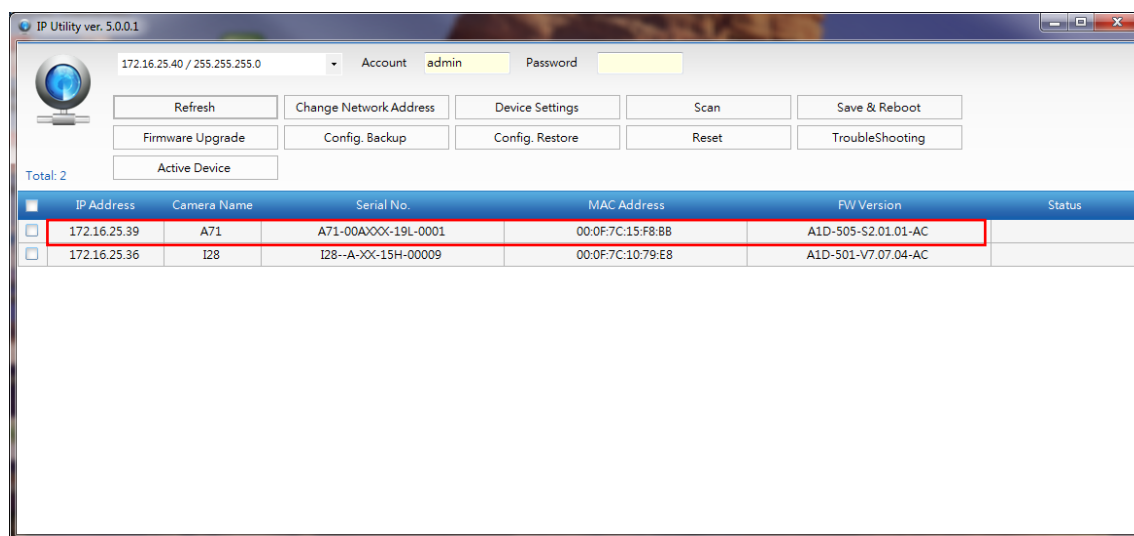 IP Utility ver. 5.0.0.1
172.16.25.40 / 255.255.255.0 Account admin Password
Refresh Change Network Address Device Settings Scan Save & Reboot
Firmware Upgrade Config. Backup Config. Restore Reset TroubleShooting
Total: 2 Active Device
IP Address Camera Name Serial No. MAC Address FW Version Status
172.16.25.39 A71 A71-00AXXX-19L-0001 00:0F:7C:15:F8:BB A1D-505-S2.01.01-AC
172.16.25.36 I28 I28--A-XX-15H-00009 00:0F:7C:10:79:E8 A1D-501-V7.07.04-AC